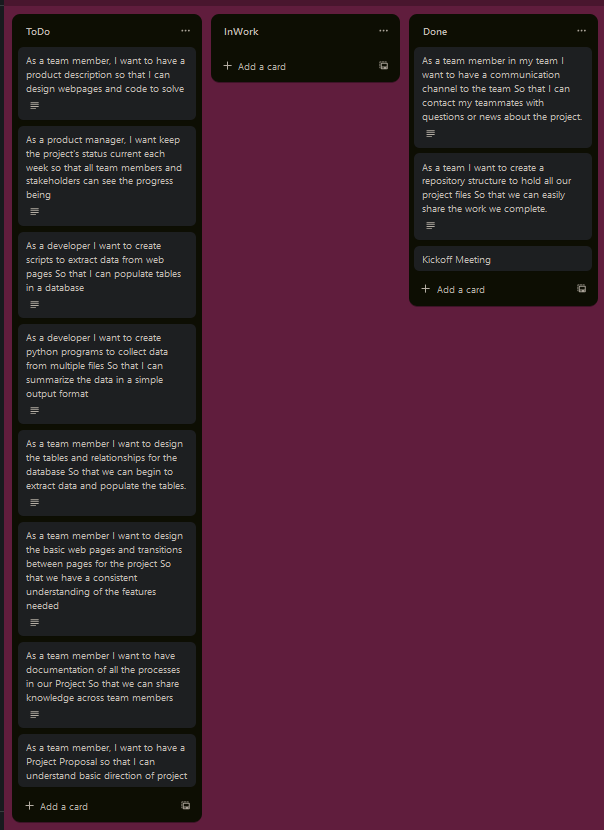 ToDo
As a team member, I want to have a
product description so that I can
design webpages and code to solve
As a product manager, I want keep
the project's status current each
week so that all team members and
stakeholders can see the progress
being
As a developer I want to create
scripts to extract data from web
pages So that I can populate tables
in a database
As a developer I want to create
python programs to collect data
from multiple files So that I can
summarize the data in a simple
output format
As a team member I want to design
the tables and relationships for the
database So that we can begin to
extract data and populate the tables.
As a team member I want to design
the basic web pages and transitions
between pages for the project So
that we have a consistent
understanding of the features
needed
As a team member I want to have
documentation of all the processes
in our Project So that we can share
knowledge across team members
As a team member, I want to have a
Project Proposal so that I can
understand basic direction of project
+ Add a card
InWork
+ Add a card
Done
As a team member in my team I
want to have a communication
channel to the team So that I can
contact my teammates with
questions or news about the project.
As a team I want to create a
repository structure to hold all our
project files So that we can easily
share the work we complete.
Kickoff Meeting
+ Add a card